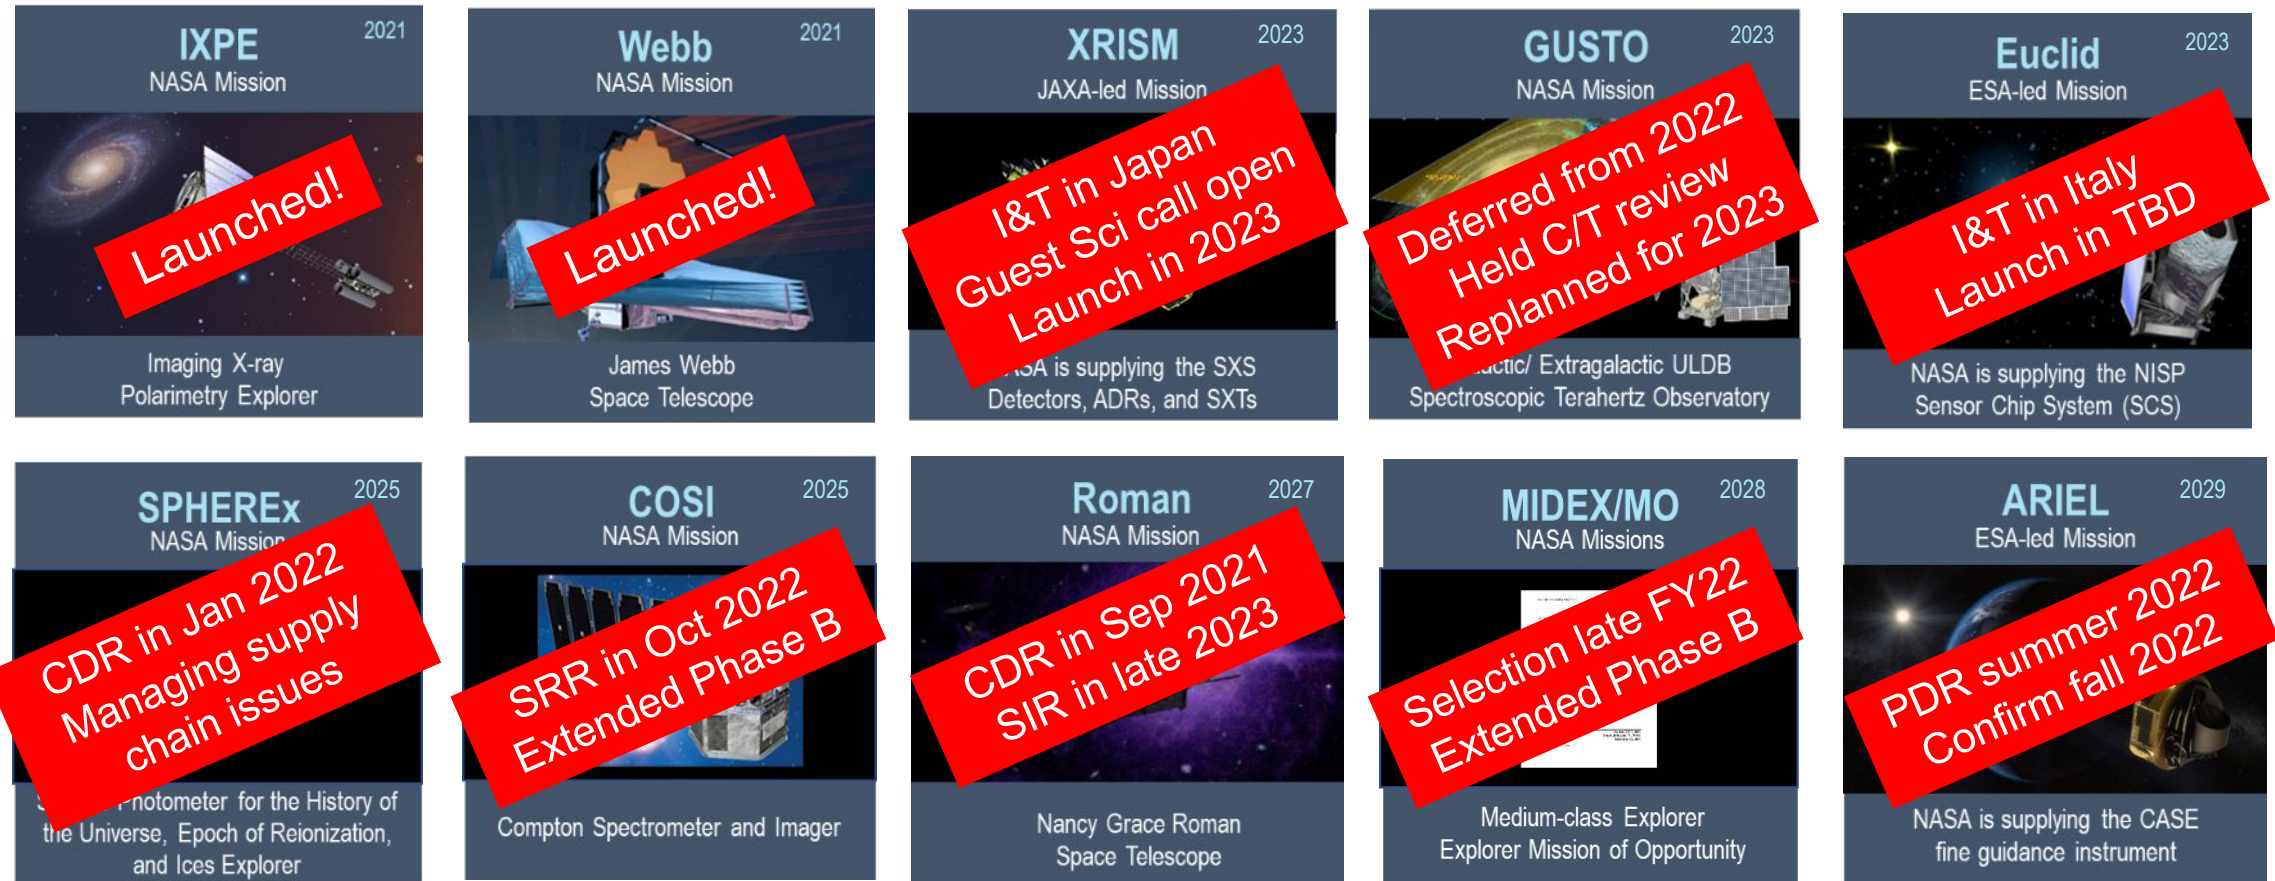 IXPE
2021
NASA Mission
Launched!
Imaging X-ray
Polarimetry Explorer
Webb
2021
NASA Mission
Launched!
James Webb
Space Telescope
XRISM
2023
JAXA-led Mission
I&T in Japan
Guest Sci call open
Launch in 2023
is supplying the SXS
Detectors, ADRs, and SXTs
GUSTO
2023
NASA Mission
Deferred from 2022
Held C/T review
Replanned for 2023
Extragalactic ULDB
Spectroscopic Terahertz Observatory
Euclid
2023
ESA-led Mission
I&T in Italy
Launch in TBD
NASA is supplying the NISP
Sensor Chip System (SCS)
SPHEREx
2025
NASA Mission
CDR in Jan 2022
Managing supply
chain issues
for the History of
the Universe, Epoch of Reionization,
and Ices Explorer
COSI
2025
NASA Mission
SRR in Oct 2022
Extended Phase B
Compton Spectrometer and Imager
Roman
2027
NASA Mission
CDR in Sep 2021
SIR in late 2023
Nancy Grace Roman
Space Telescope
MIDEX/MO
2028
NASA Missions
Selection late FY22
Extended Phase B
Medium-class Explorer
Explorer Mission of Opportunity
ARIEL
2029
ESA-led Mission
PDR summer 2022
Confirm fall 2022
NASA is supplying the CASE
fine guidance instrument